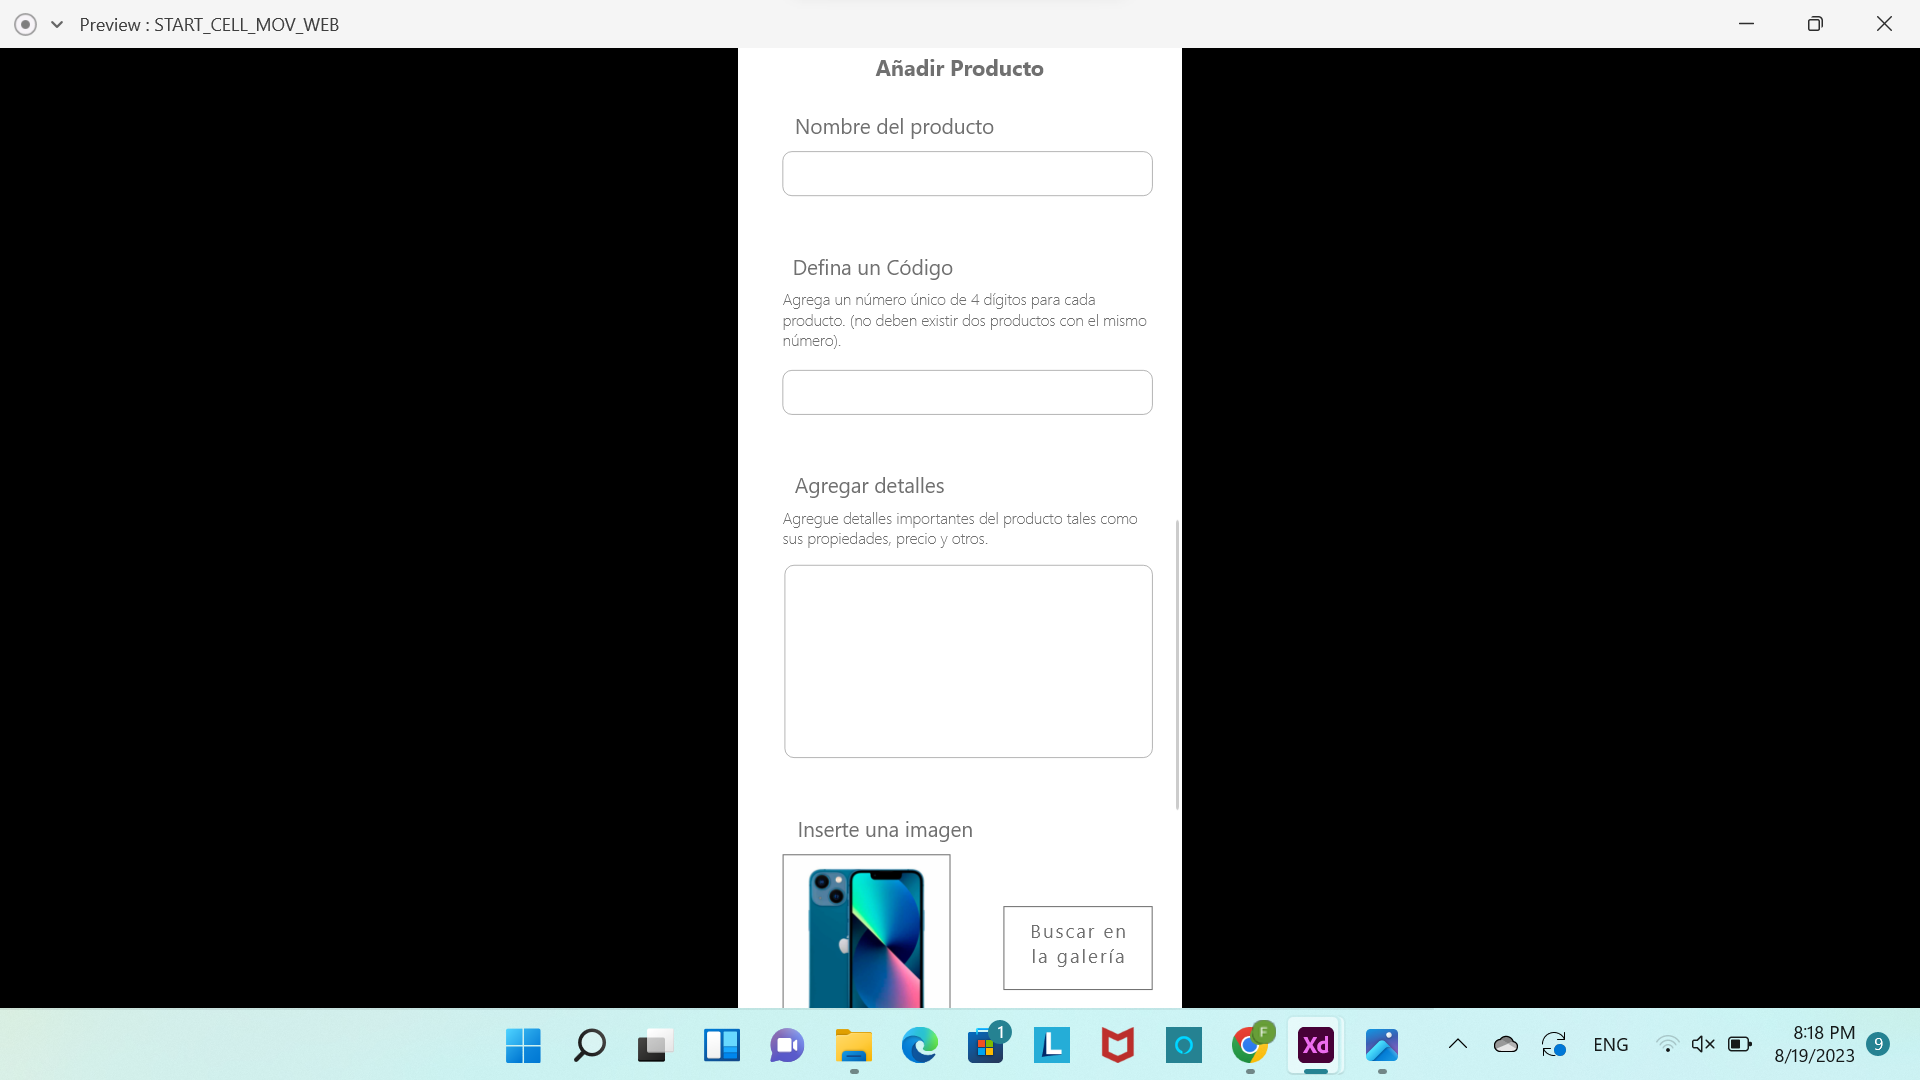 Preview : START_CELL_MOV_WEB
Añadir Producto
Nombre del producto
Defina un Código
Agrega un número único de 4 dígitos para cada
producto. (no deben existir dos productos con el mismo
número).
Agregar detalles
Agregue detalles importantes del producto tales como
sus propiedades, precio y otros.
Inserte una imagen
Buscar en
la galería
1
L
F
Xd
ENG
8:18 PM
8/19/2023
9